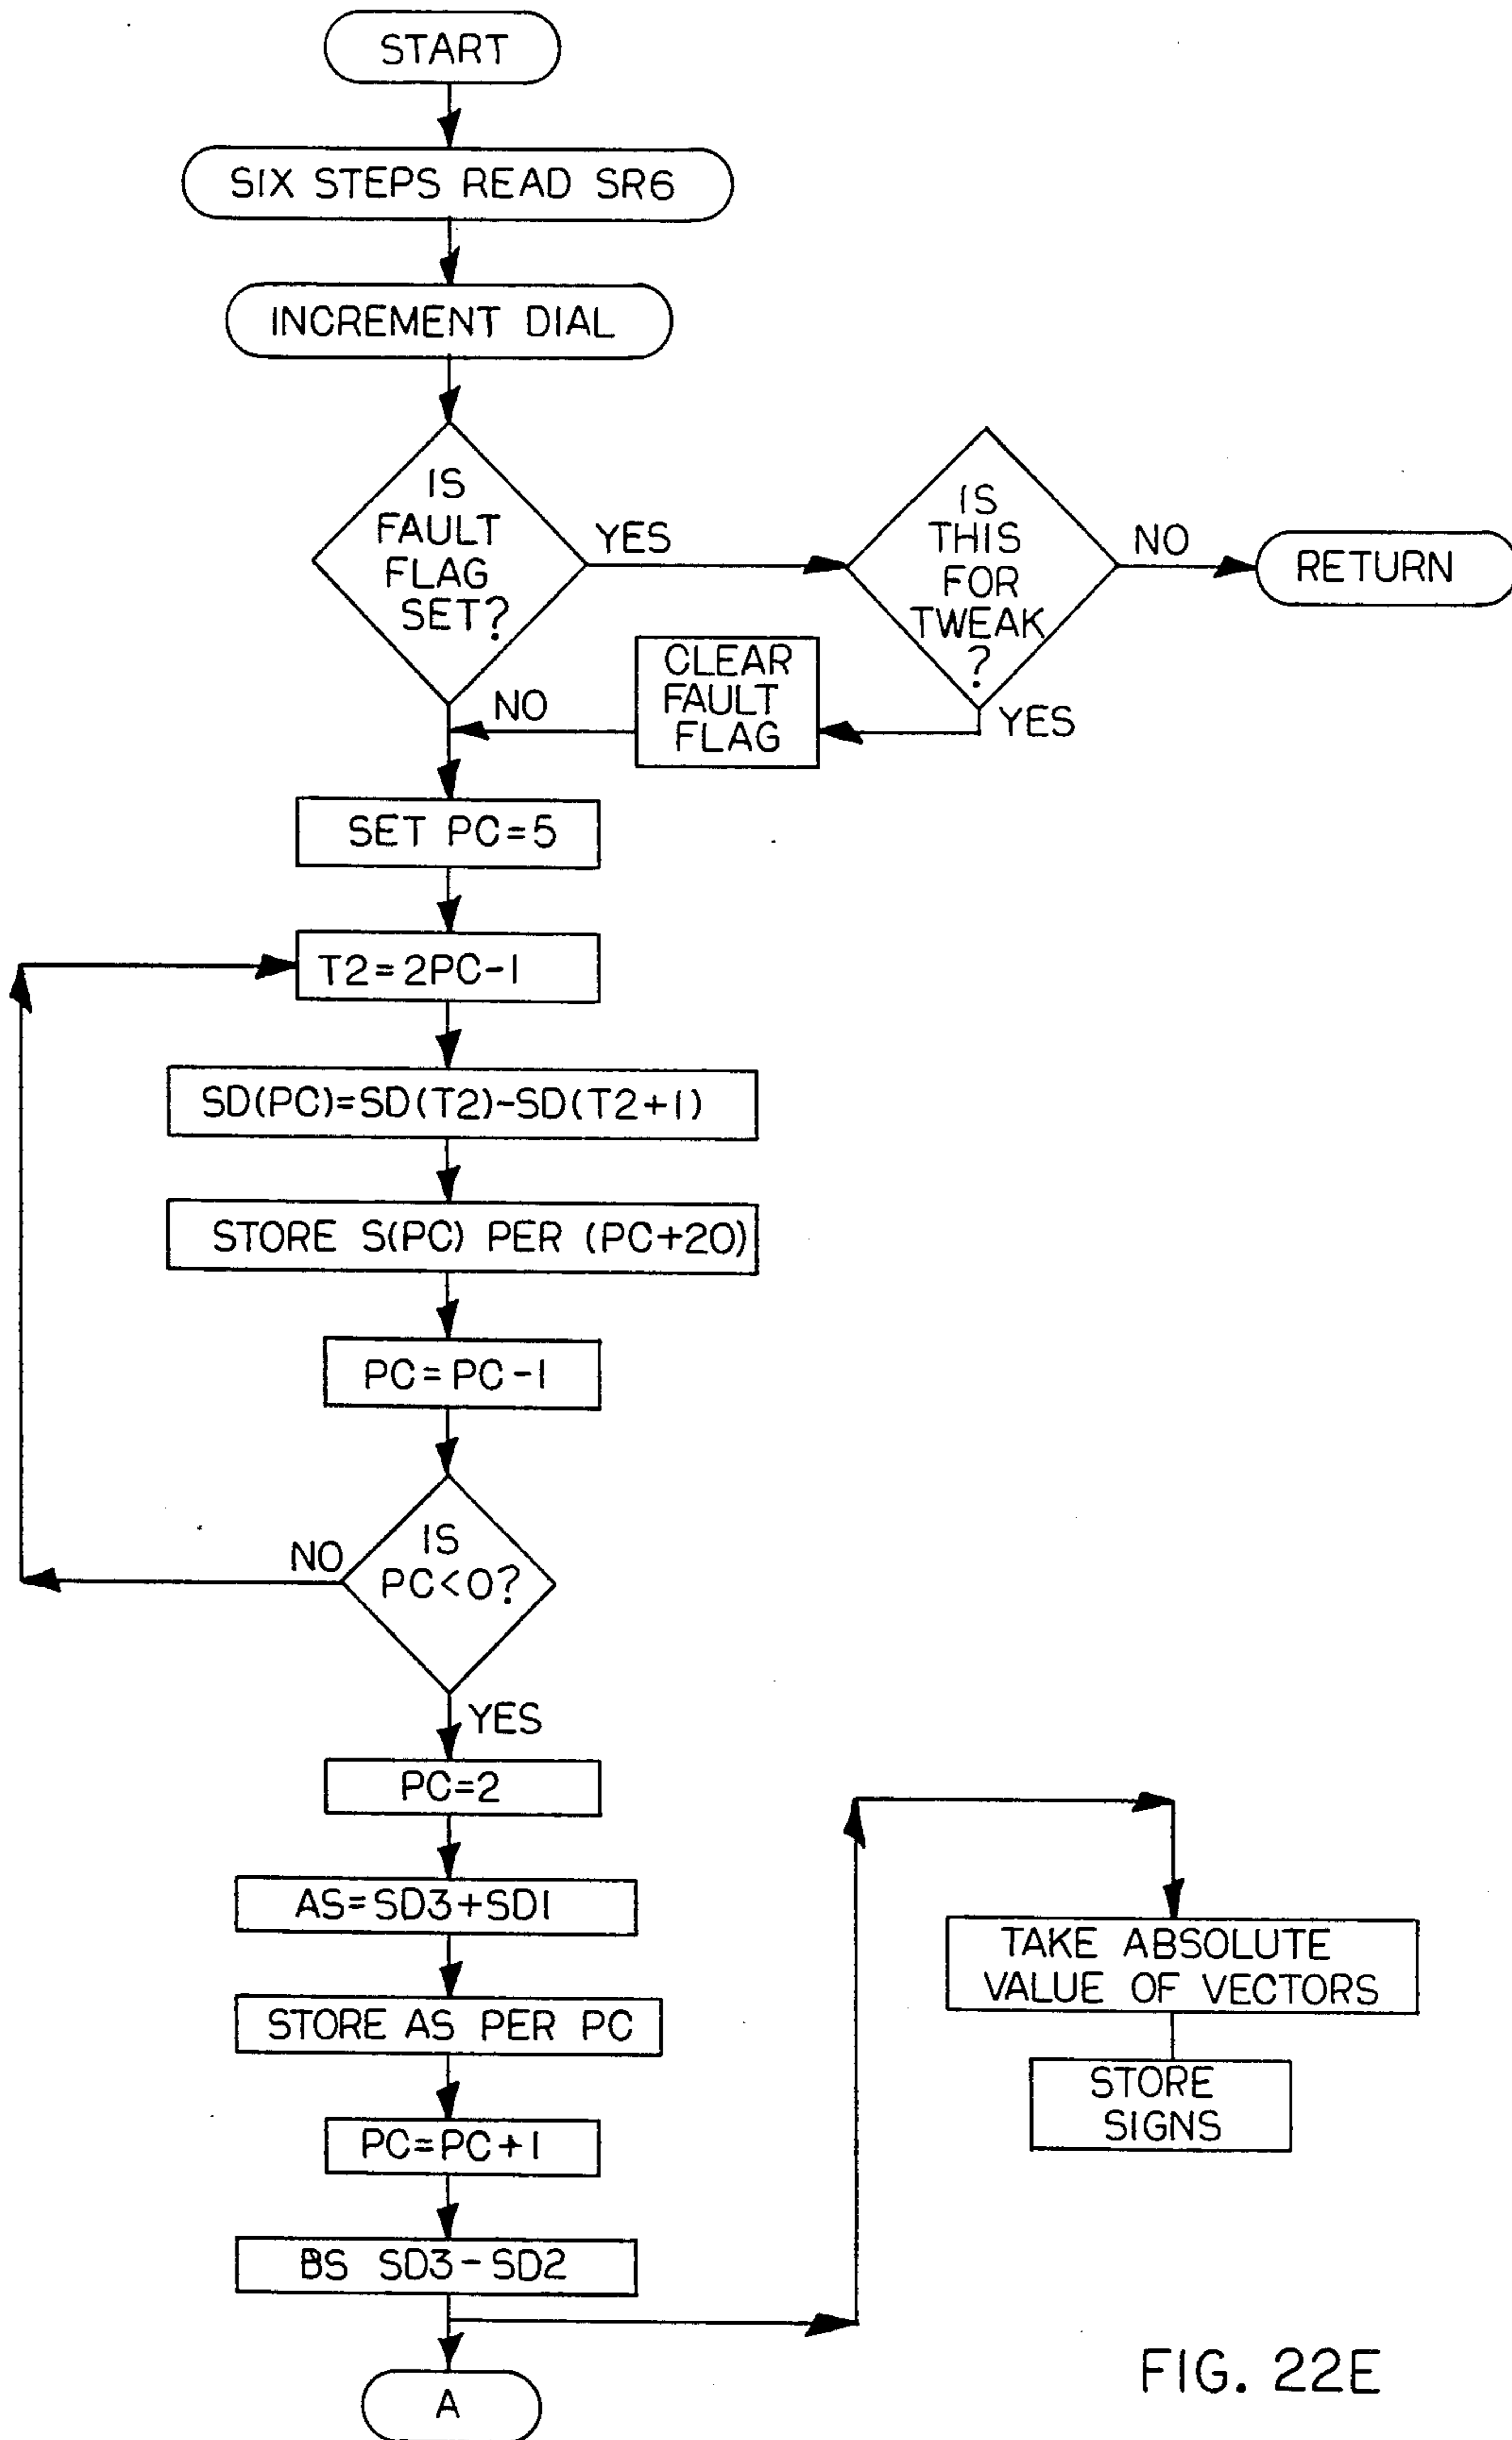 START
SIX STEPS READ SR6
INCREMENT DIAL
IS
FAULT
FLAG
SET?
YES
IS
THIS
FOR
TWEAK
?
NO
RETURN
YES
CLEAR
FAULT
FLAG
NO
SET PC=5
T2=2PC-1
SD(PC)=SD(T2)-SD(T2+1)
STORE S(PC) PER (PC+20)
PC=PC-1
IS
PC<0?
NO
YES
PC=2
AS=SD3+SD1
STORE AS PER PC
PC=PC+1
BS SD3-SD2
A
TAKE ABSOLUTE
VALUE OF VECTORS
STORE
SIGNS
FIG. 22E